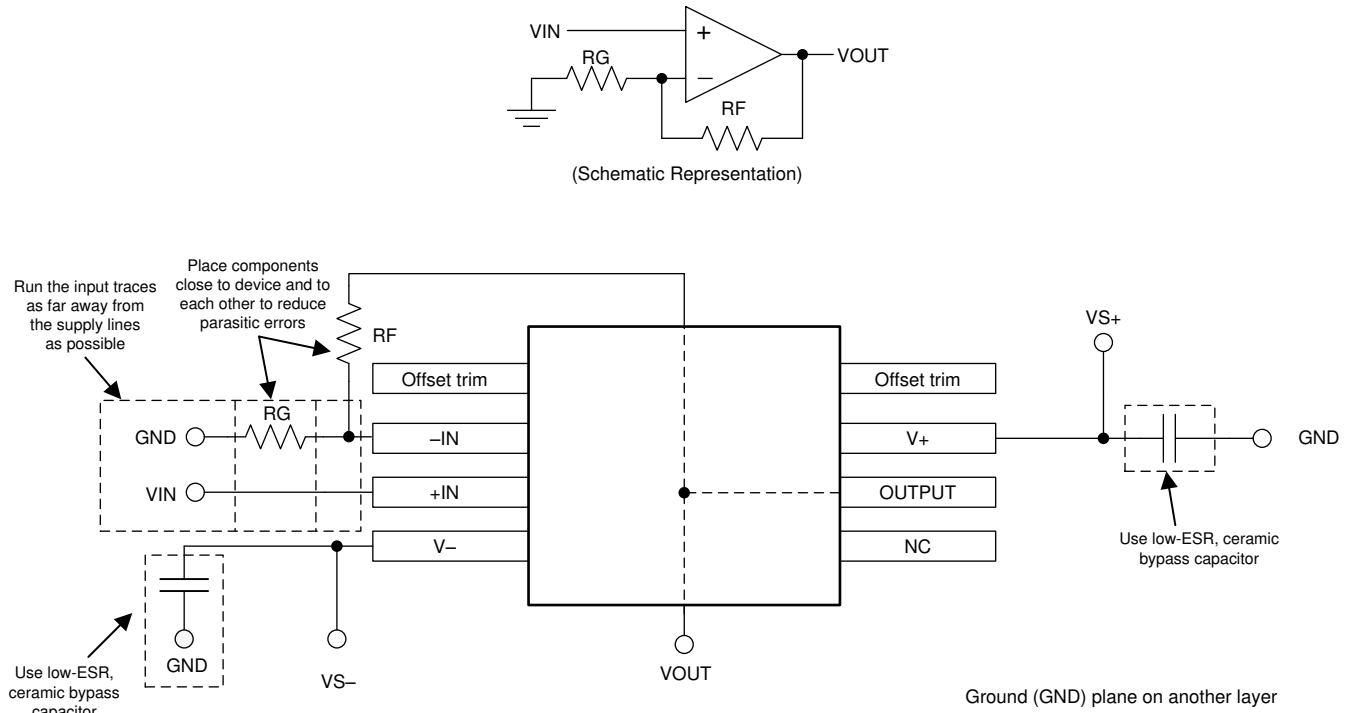 VIN
+
RG
–
VOUT
RF
(Schematic Representation)
Run the input traces
as far away from
the supply lines
as possible
Place components
close to device and to
each other to reduce
parasitic errors
RF
VS+
Offset trim
Offset trim
RG
GND
–IN
V+
GND
VIN
+IN
OUTPUT
V–
NC
Use low-ESR, ceramic
bypass capacitor
GND
VS–
VOUT
Use low-ESR,
ceramic bypass
capacitor
Ground (GND) plane on another layer